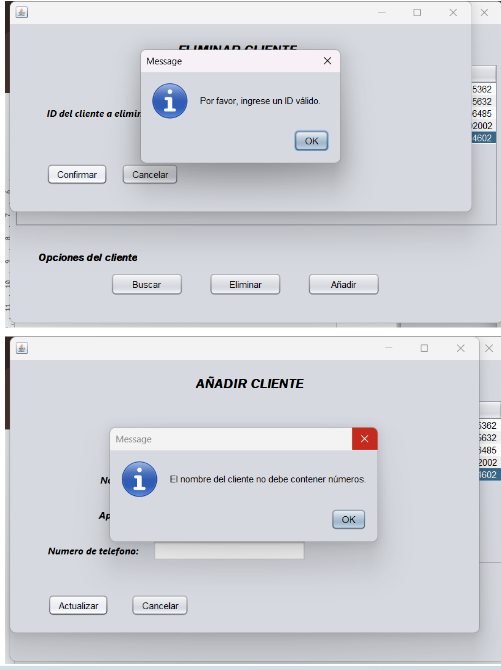 ELIMINAR CLIENTE
Message
Por favor, ingrese un ID válido.
ID del cliente a elimin
OK
Confirmar Cancelar
5362
5632
6485
2002
4602
Opciones del cliente
Buscar Eliminar Añadir
AÑADIR CLIENTE
Message
El nombre del cliente no debe contener números.
No
Ap
OK
Numero de telefono:
Actualizar Cancelar
5362
5632
6485
2002
4602